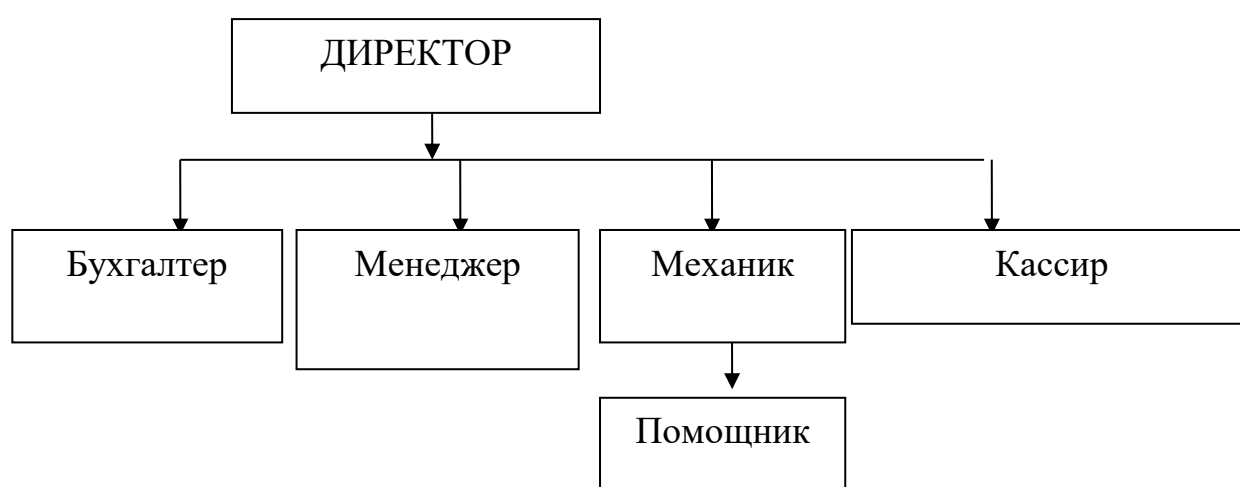 ДИРЕКТОР
Бухгалтер
Менеджер
Механик
Кассир
Помощник